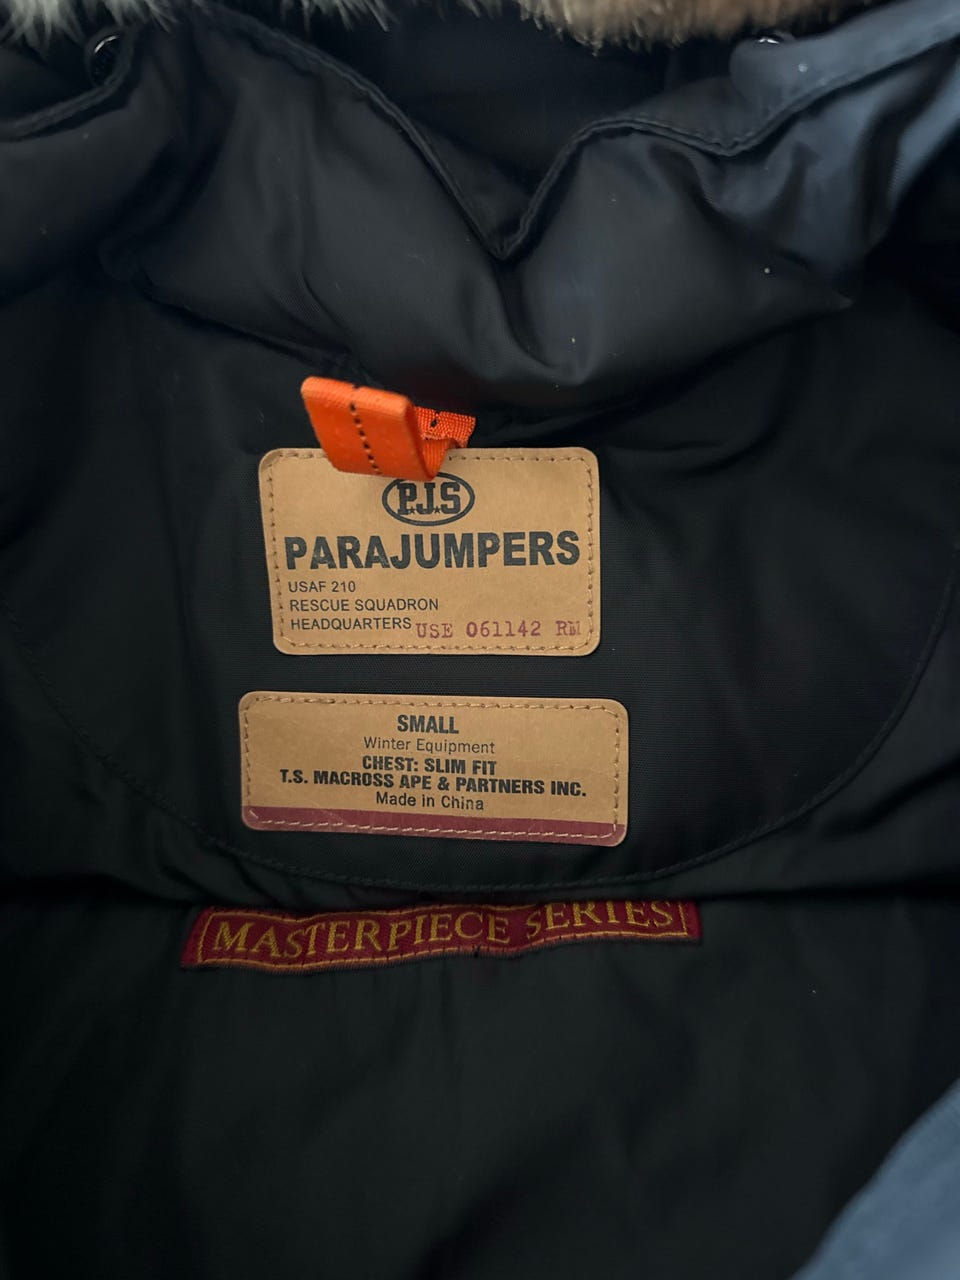 P.J.S
PARAJUMPERS
USAF 210
RESCUE SQUADRON
HEADQUARTERS USE 061142 RM
SMALL
Winter Equipment
CHEST: SLIM FIT
T.S. MACROSS APE & PARTNERS INC.
Made in China
MASTERPIECE SERIES